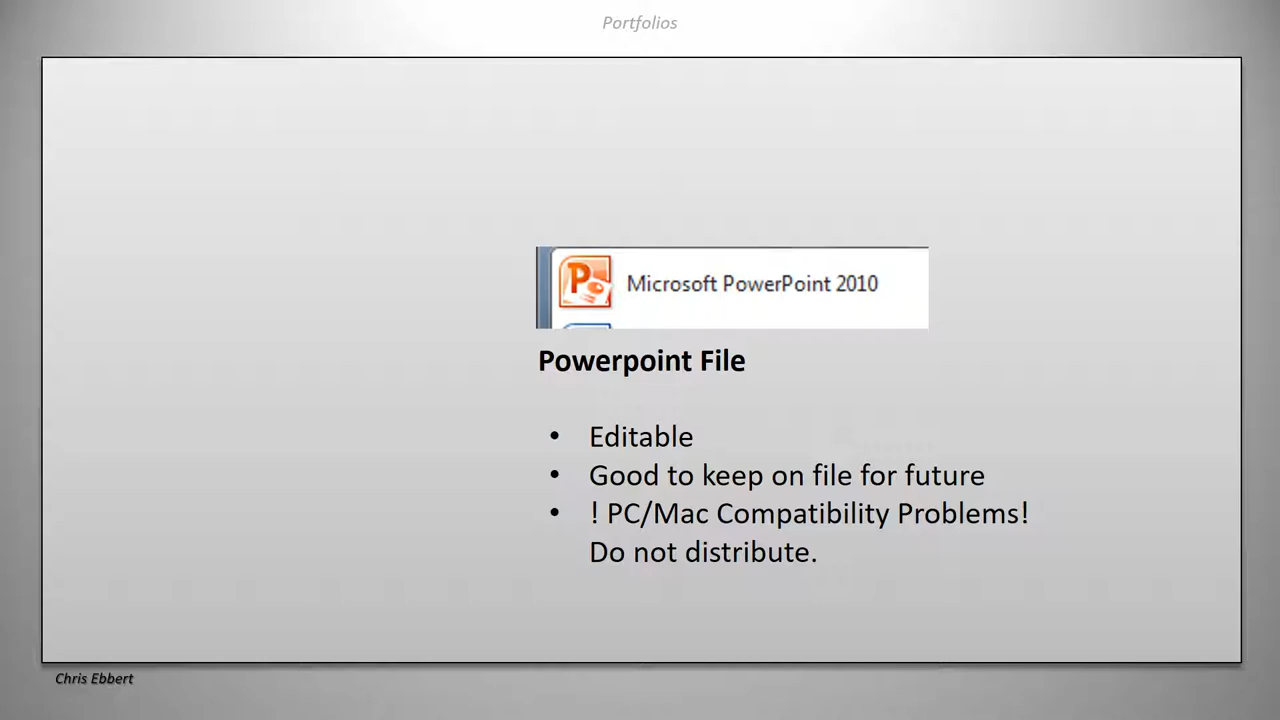 Portfolios
Microsoft PowerPoint 2010
Powerpoint File
• Editable
• Good to keep on file for future
• ! PC/Mac Compatibility Problems!
Do not distribute.
Chris Ebbert